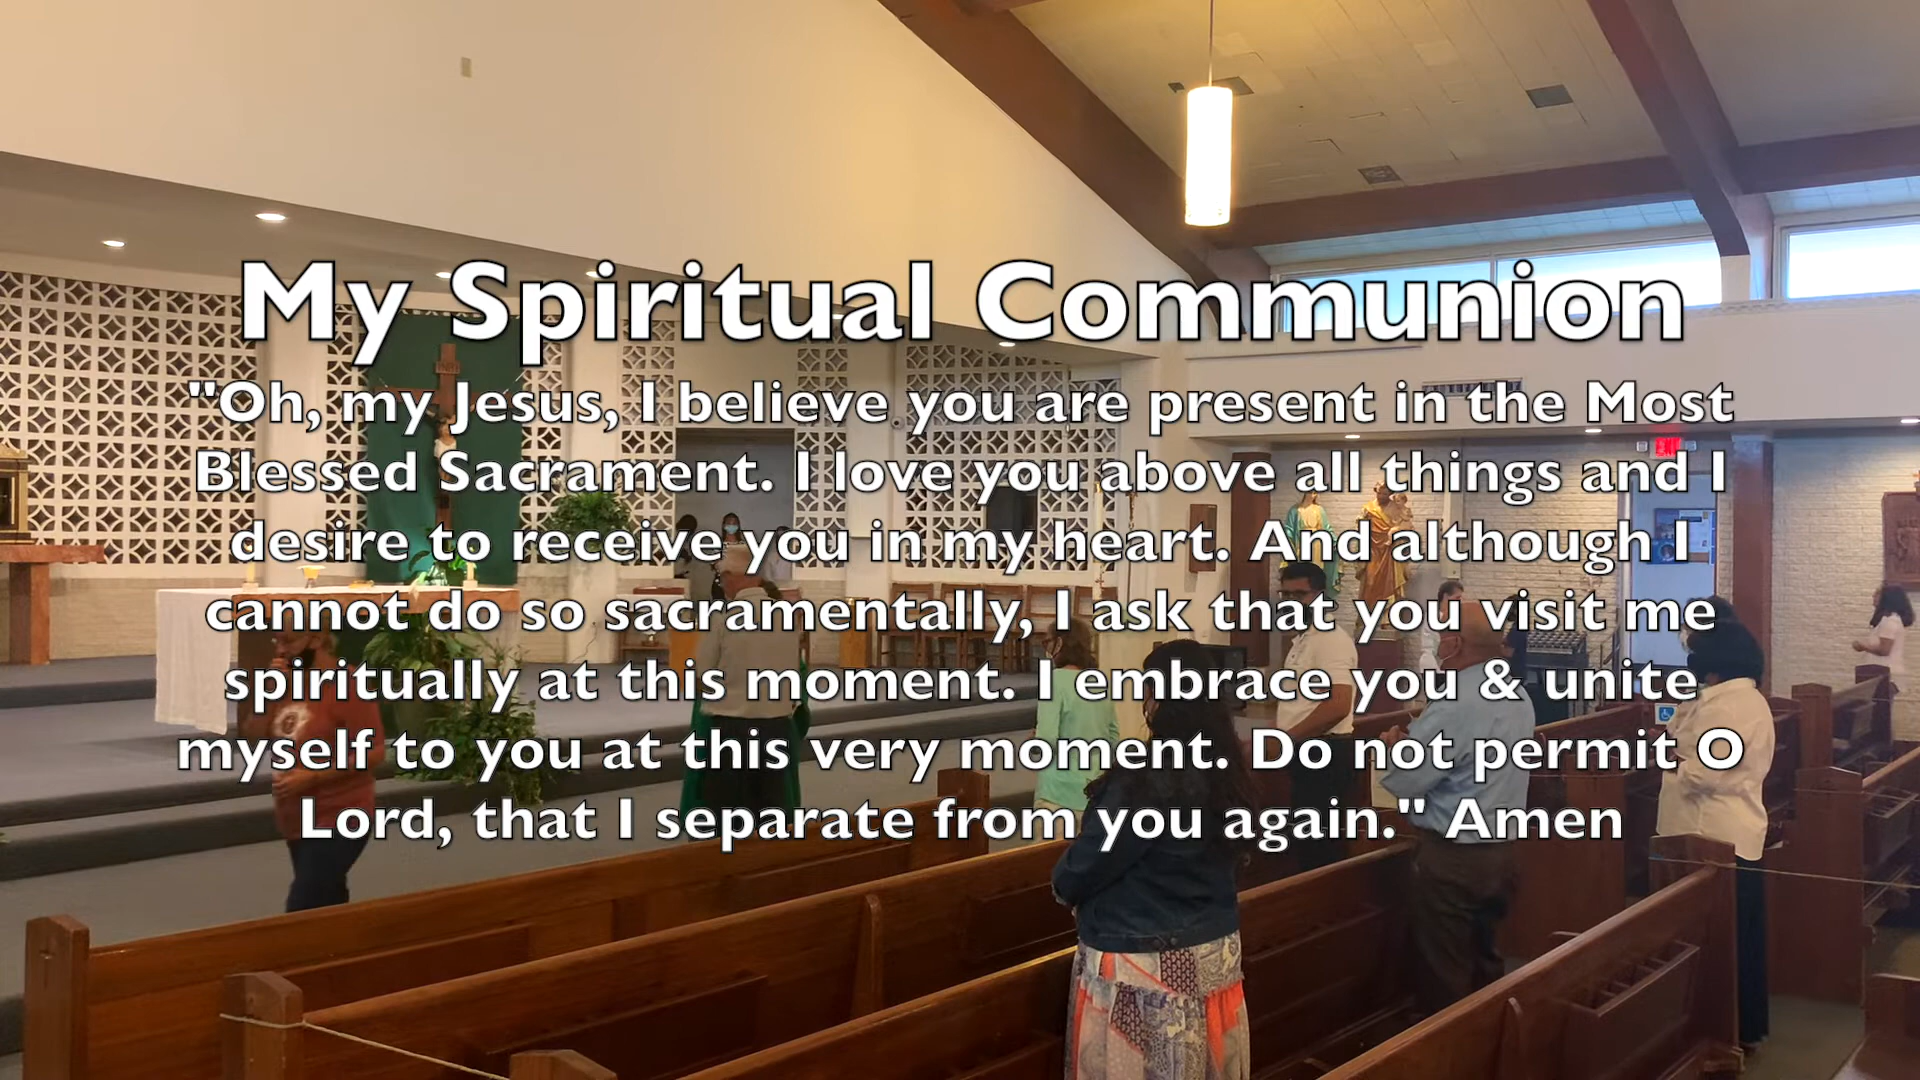 My Spiritual Communion
"Oh, my Jesus, I believe you are present in the Most
Blessed Sacrament. I love you above all things and I
desire to receive you in my heart. And although I
cannot do so sacramentally, I ask that you visit me
spiritually at this moment. I embrace you & unite
myself to you at this very moment. Do not permit O
Lord, that I separate from you again." Amen